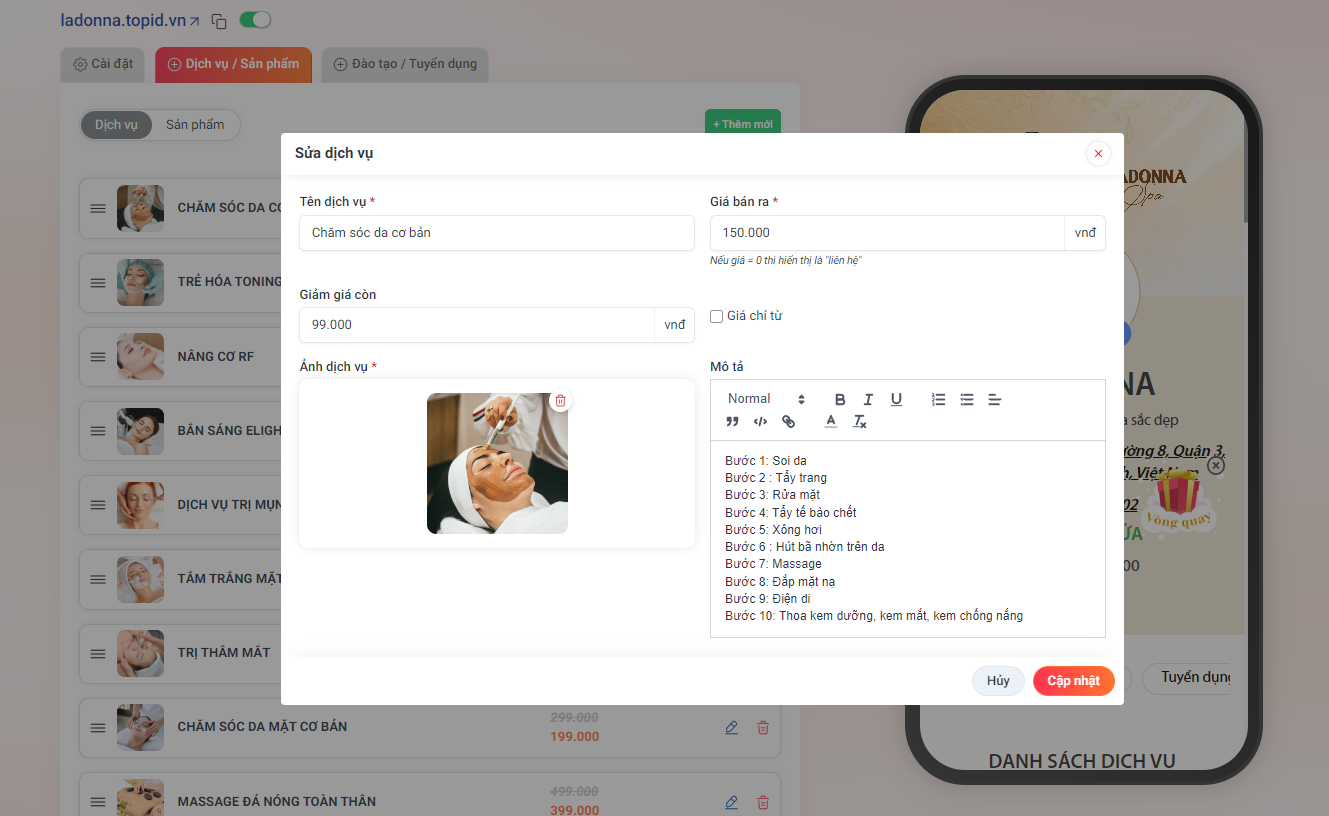 ladonna.topid.vn
Cài đặt
Dịch vụ / Sản phẩm
Đào tạo / Tuyển dụng
Dịch vụ
Sản phẩm
+ Thêm mới
Sửa dịch vụ
Tên dịch vụ *
Chăm sóc da cơ bản
Giá bán ra *
150.000
vnđ
Nếu giá = 0 thì hiển thị là "liên hệ"
Giảm giá còn
99.000
vnđ
Giá chỉ từ
Ảnh dịch vụ *
Mô tả
Normal
Bước 1: Soi da
Bước 2 : Tẩy trang
Bước 3: Rửa mặt
Bước 4: Tẩy tế bào chết
Bước 5: Xông hơi
Bước 6 : Hút bã nhờn trên da
Bước 7: Massage
Bước 8: Đắp mặt nạ
Bước 9: Điện di
Bước 10: Thoa kem dưỡng, kem mắt, kem chống nắng
Hủy
Cập nhật
CHĂM SÓC DA
TRẺ HÓA TONING
NÂNG CƠ RF
BẮN SÁNG ELIGH
DỊCH VỤ TRỊ MỤN
TẮM TRẮNG MẶT
TRỊ THÂM MẮT
CHĂM SÓC DA MẶT CƠ BẢN
299.000
199.000
MASSAGE ĐÁ NÓNG TOÀN THÂN
499.000
399.000
ADONNA
Spa
NA
sắc đẹp
ường 8, Quận 3,
h, Việt Nam
02
ỬA
00
Vòng quay
Tuyển dụng
DANH SÁCH DỊCH VỤ